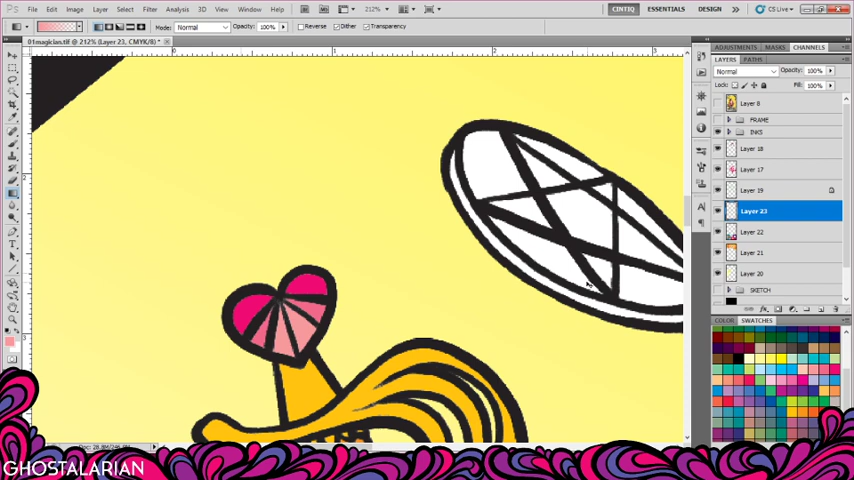 PS File Edit Image Layer Select Filter Analysis 3D View Window Help 212% CINTIQ ESSENTIALS DESIGN CS Live
Mode: Normal Opacity: 100% Reverse Dither Transparency
01magician.tif @ 212% (Layer 23, CMYK/8) *
ADJUSTMENTS MASKS CHANNELS
LAYERS PATHS
Normal Opacity: 100%
Lock: Fill: 100%
Layer 8
FRAME
INKS
Layer 18
Layer 17
Layer 19
Layer 23
Layer 22
Layer 21
Layer 20
SKETCH
COLOR SWATCHES
GHOSTALARIAN